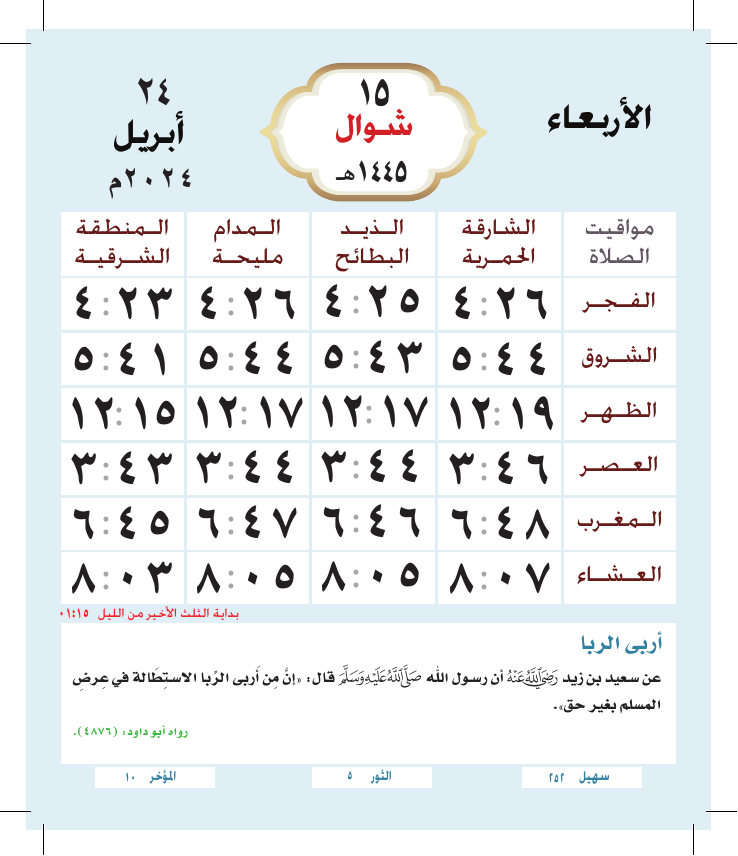 الأربعاء
١٥
شوال
١٤٤٥هـ
٢٤
أبريل
٢٠٢٤م
مواقيت الصلاة
الشارقة الحمرية
الذيد البطائح
المدام مليحة
المنطقة الشرقية
الفجر ٤:٢٦ ٤:٢٥ ٤:٢٦ ٤:٢٣
الشروق ٥:٤٤ ٥:٤٣ ٥:٤٤ ٥:٤١
الظهر ١٢:١٩ ١٢:١٧ ١٢:١٧ ١٢:١٥
العصر ٣:٤٦ ٣:٤٤ ٣:٤٤ ٣:٤٣
المغرب ٦:٤٨ ٦:٤٦ ٦:٤٧ ٦:٤٥
العشاء ٨:٠٧ ٨:٠٥ ٨:٠٥ ٨:٠٣
بداية الثلث الأخير من الليل ٠١:١٥
أربى الربا
عن سعيد بن زيد رَضِيَ اللَّهُ عَنْهُ أن رسول الله صَلَّى اللَّهُ عَلَيْهِ وَسَلَّمَ قال: «إنَّ مِن أَربى الرِّبا الاستِطَالة في عِرضِ
المسلم بغير حق».
رواه أبو داود: (٤٨٧٦).
سهيل ٢٥٢
الثور ٥
المؤخر ١٠